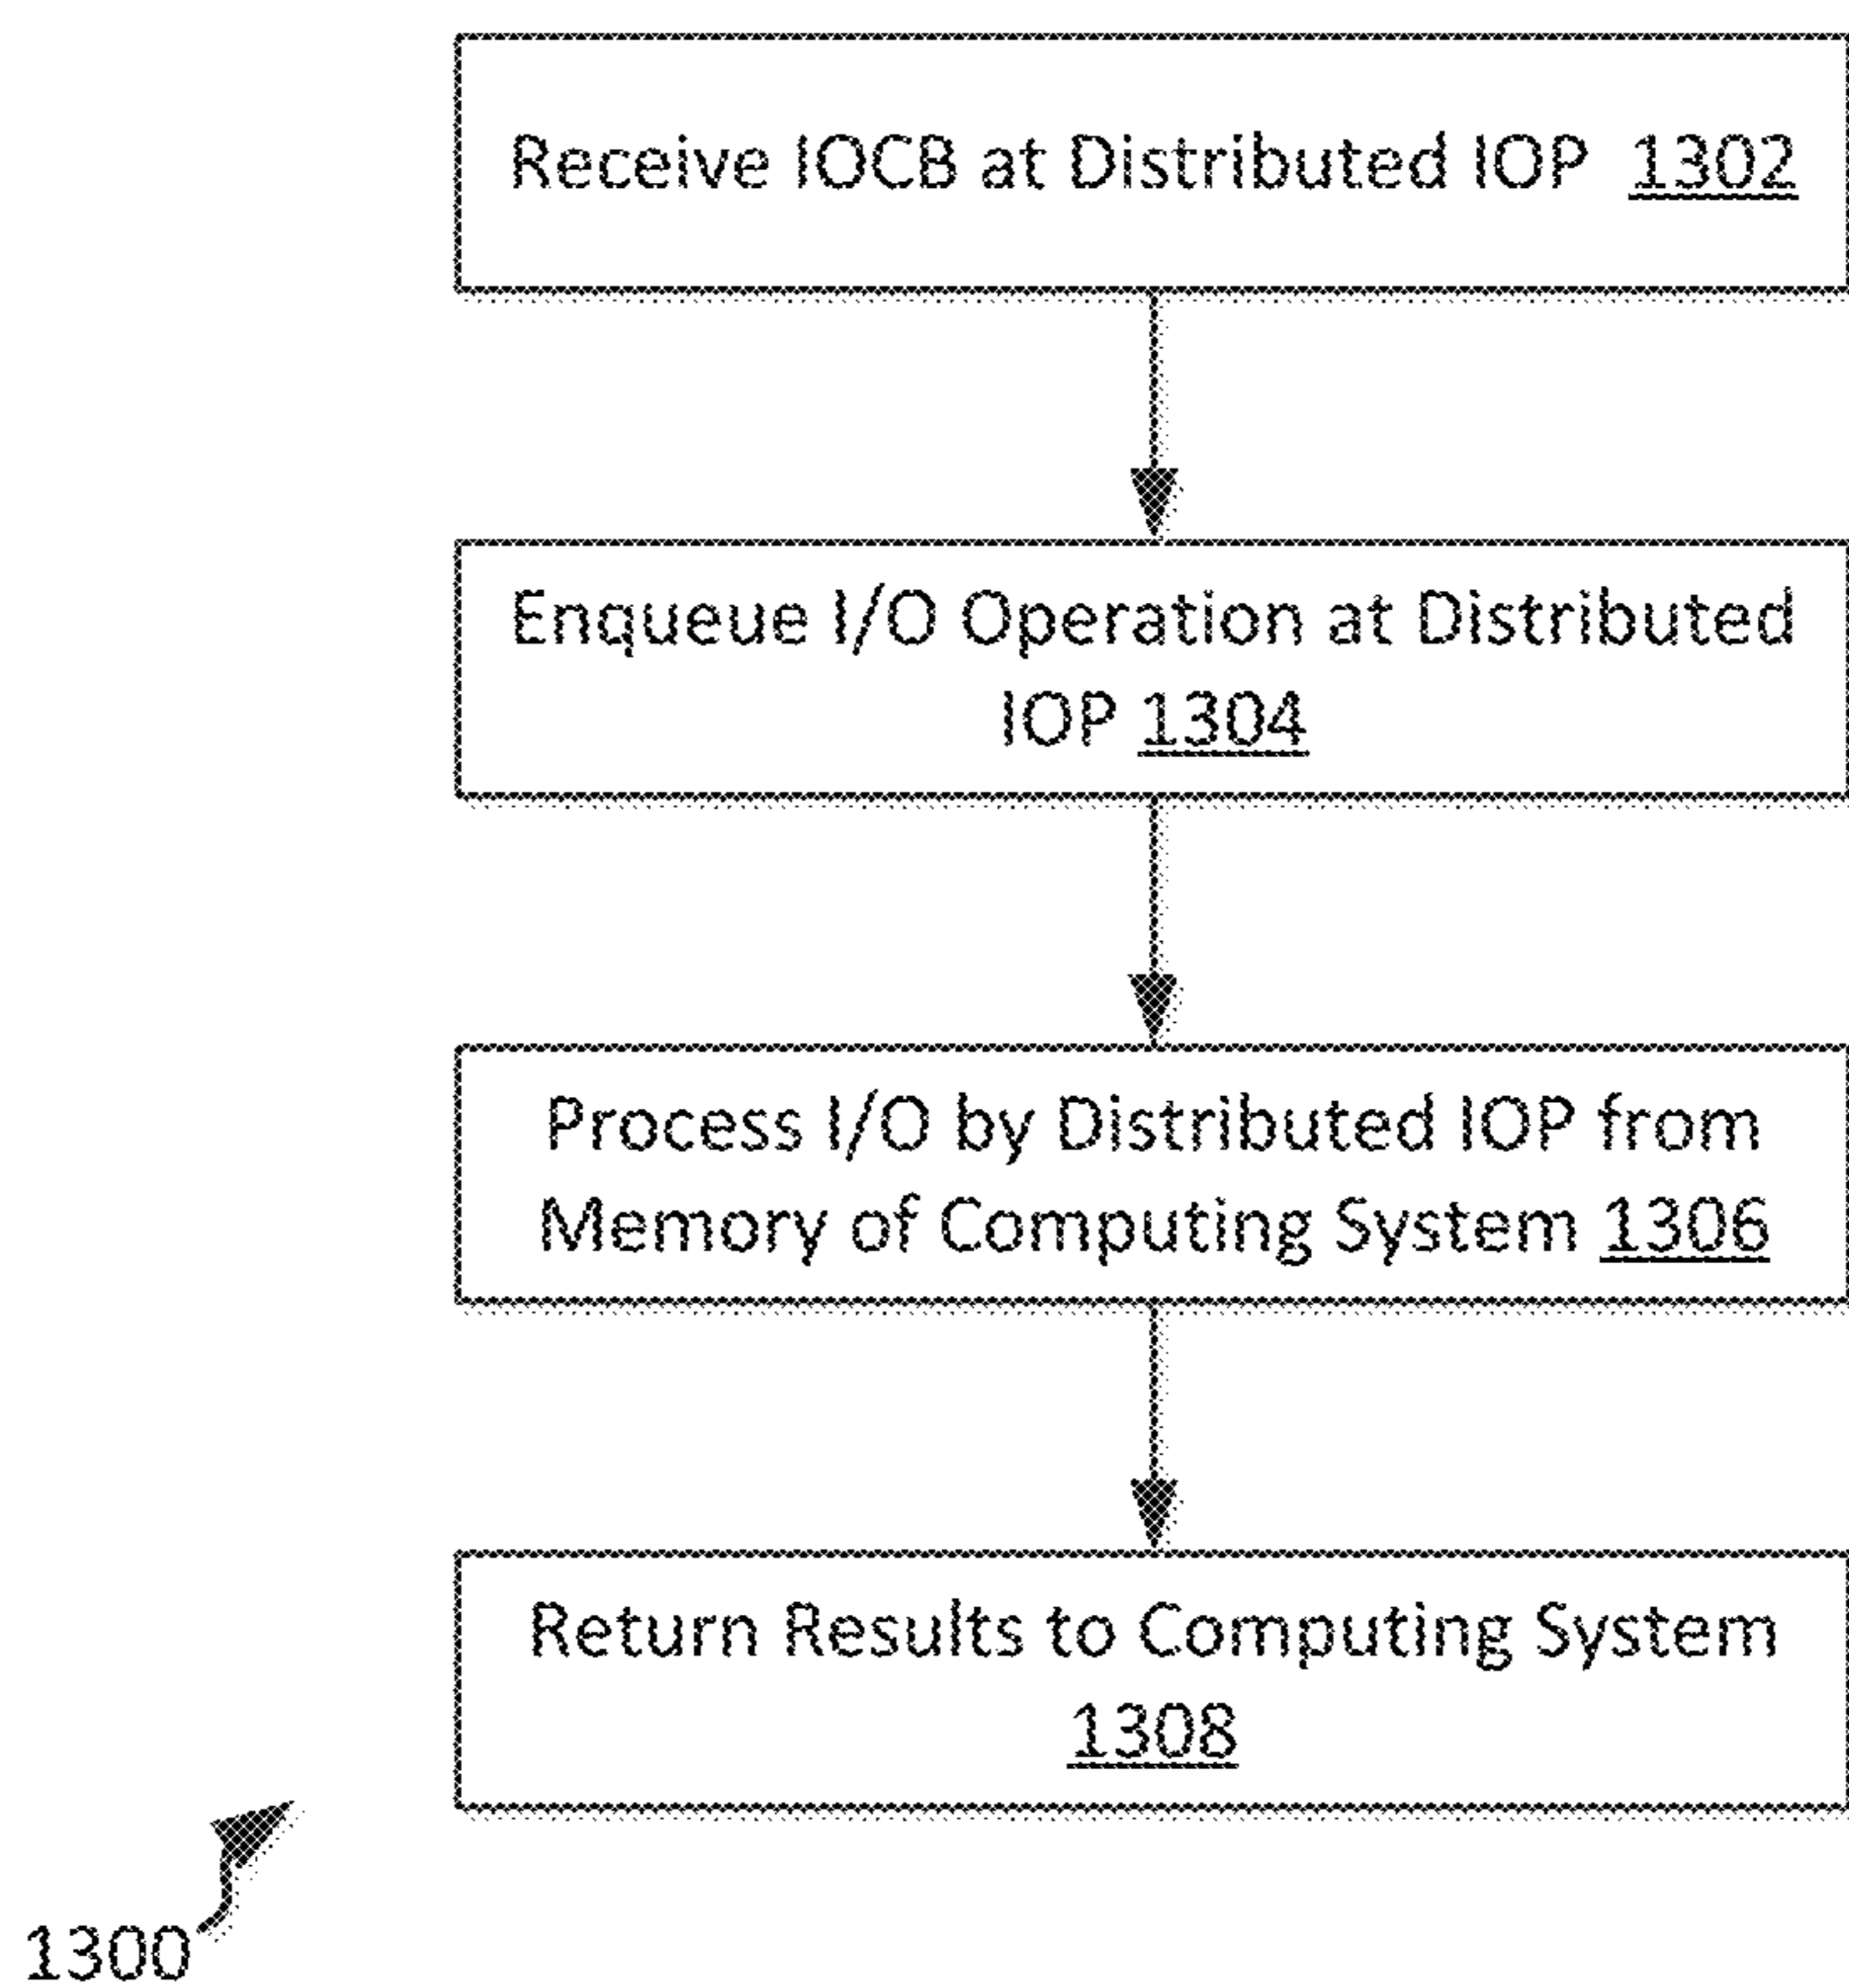 Receive IOCB at Distributed IOP 1302
Enqueue I/O Operation at Distributed
IOP 1304
Process I/O by Distributed IOP from
Memory of Computing System 1306
Return Results to Computing System
1308
1300